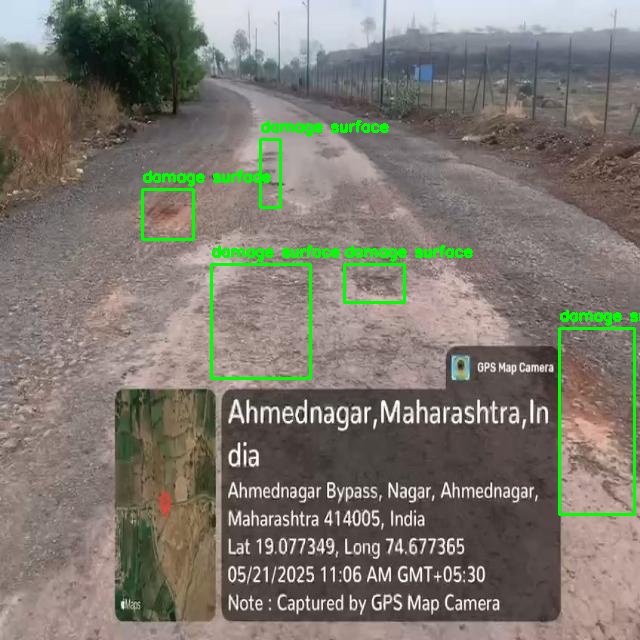 damage surface
damage surface
damage surface
damage surface
damage s
GPS Map Camera
Ahmednagar,Maharashtra,In
dia
Ahmednagar Bypass, Nagar, Ahmednagar,
Maharashtra 414005, India
Lat 19.077349, Long 74.677365
05/21/2025 11:06 AM GMT+05:30
Note : Captured by GPS Map Camera
Maps